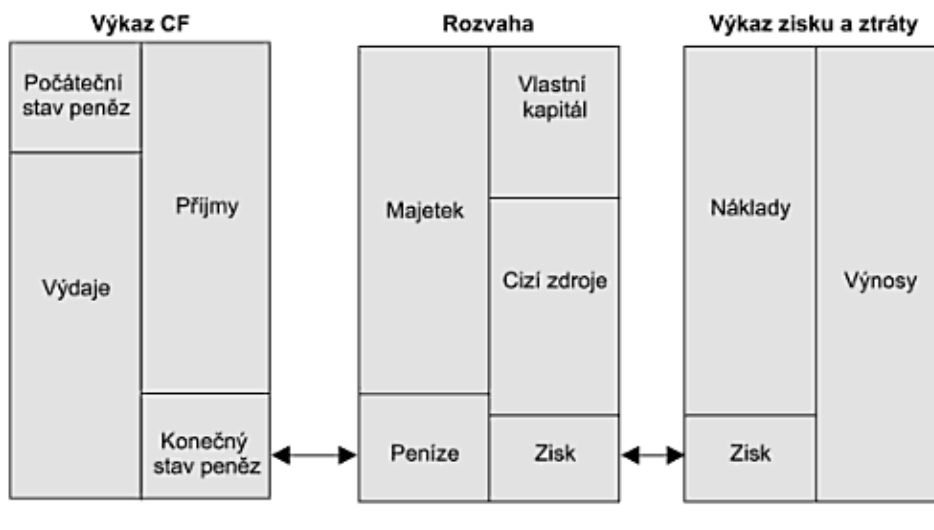 Výkaz CF
Počáteční
stav peněz
Příjmy
Výdaje
Konečný
stav peněz
Rozvaha
Vlastní
kapitál
Majetek
Cizí zdroje
Peníze
Zisk
Výkaz zisku a ztráty
Náklady
Výnosy
Zisk